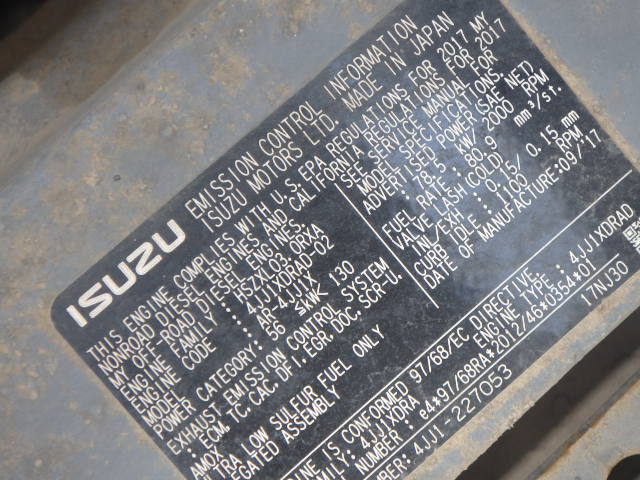 ISUZU
EMISSION CONTROL INFORMATION
ISUZU MOTORS LTD. MADE IN JAPAN
THIS ENGINE COMPLIES WITH U.S.EPA REGULATIONS FOR 2017 MY
NONROAD DIESEL ENGINES AND CALIFORNIA REGULATIONS FOR 2017
MY OFF-ROAD DIESEL ENGINES.
ENGINE FAMILY : HSZXL03.0RXA
ENGINE CODE : 4JJ1XDRAD-02
MODEL : AR-4JJ1X
POWER CATEGORY: 56 ≤kW< 130
EXHAUST EMISSION CONTROL SYSTEM
: ECM, TC, CAC, DFI, EGR, DOC, SCR-U,
AMOX
TRA LOW SULFUR FUEL ONLY
EGATED ASSEMBLY
SEE SERVICE MANUAL FOR
MODEL SPECIFICATIONS.
ADVERTISED POWER(SAE NET)
: 78.5 kW/ 2000 RPM
FUEL RATE: 80.9 mm³/st.
VALVE LASH(COLD)
INL/EXH : 0.15/ 0.15 mm
CURB IDLE: 1100 RPM
DATE OF MANUFACTURE:09/'17
INE IS CONFORMED 97/68/EC DIRECTIVE.
FAMILY: 4JJ1XDRA ENGINE TYPE: 4JJ1XDRAD
AT NUMBER : e4*97/68RA*2012/46*0354*01
BER: 4JJ1-227053 17NJ30